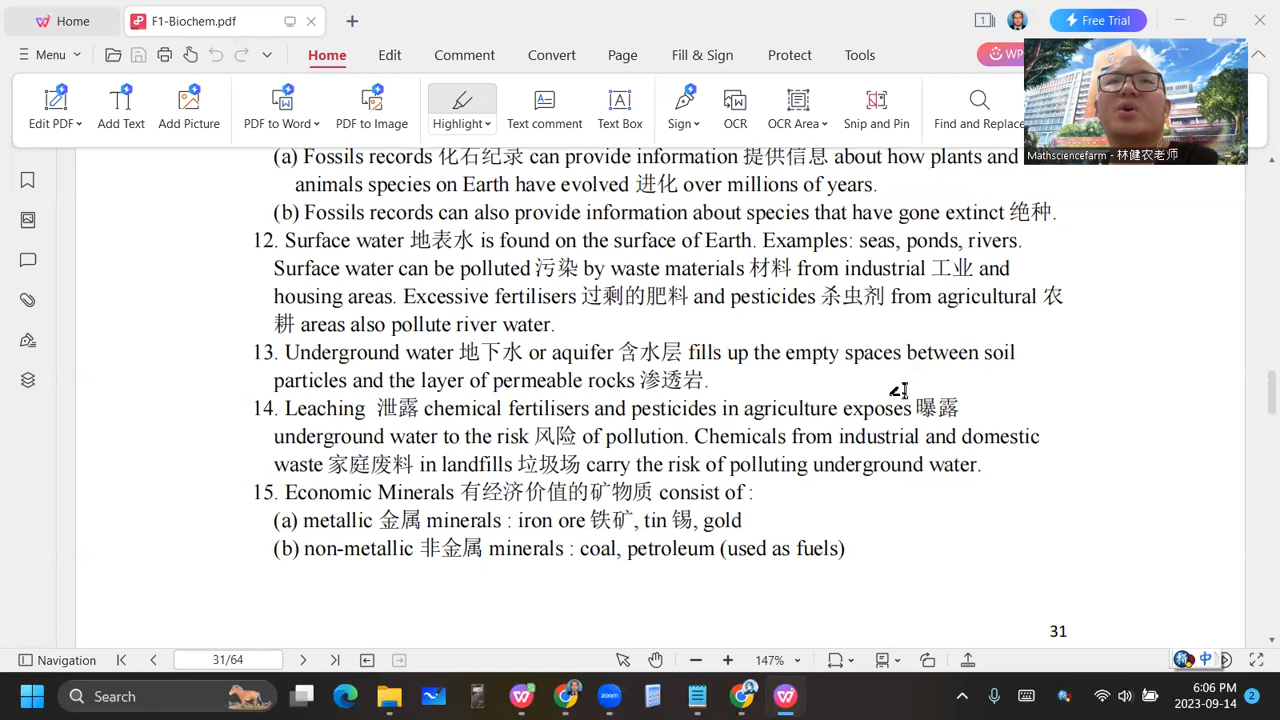 Home
F1-Biochem.pdf
1
Free Trial
Menu
Home
Edit
Comment
Convert
Page
Fill & Sign
Protect
Tools
WP
Edit PDF
Add Text
Add Picture
PDF to Word
PDF to Image
Highlight
Text comment
Text Box
Sign
OCR
OCR Area
Snip and Pin
Find and Replace
Mathsciencefarm - 林健农老师
(a) Fossils records 化石纪录 can provide information 提供信息 about how plants and
animals species on Earth have evolved 进化 over millions of years.
(b) Fossils records can also provide information about species that have gone extinct 绝种.
12. Surface water 地表水 is found on the surface of Earth. Examples: seas, ponds, rivers.
Surface water can be polluted 污染 by waste materials 材料 from industrial 工业 and
housing areas. Excessive fertilisers 过剩的肥料 and pesticides 杀虫剂 from agricultural 农
耕 areas also pollute river water.
13. Underground water 地下水 or aquifer 含水层 fills up the empty spaces between soil
particles and the layer of permeable rocks 渗透岩.
14. Leaching 泄露 chemical fertilisers and pesticides in agriculture exposes 曝露
underground water to the risk 风险 of pollution. Chemicals from industrial and domestic
waste 家庭废料 in landfills 垃圾场 carry the risk of polluting underground water.
15. Economic Minerals 有经济价值的矿物质 consist of :
(a) metallic 金属 minerals : iron ore 铁矿, tin 锡, gold
(b) non-metallic 非金属 minerals : coal, petroleum (used as fuels)
31
Navigation
31/64
147%
中
Search
6:06 PM
2023-09-14
2